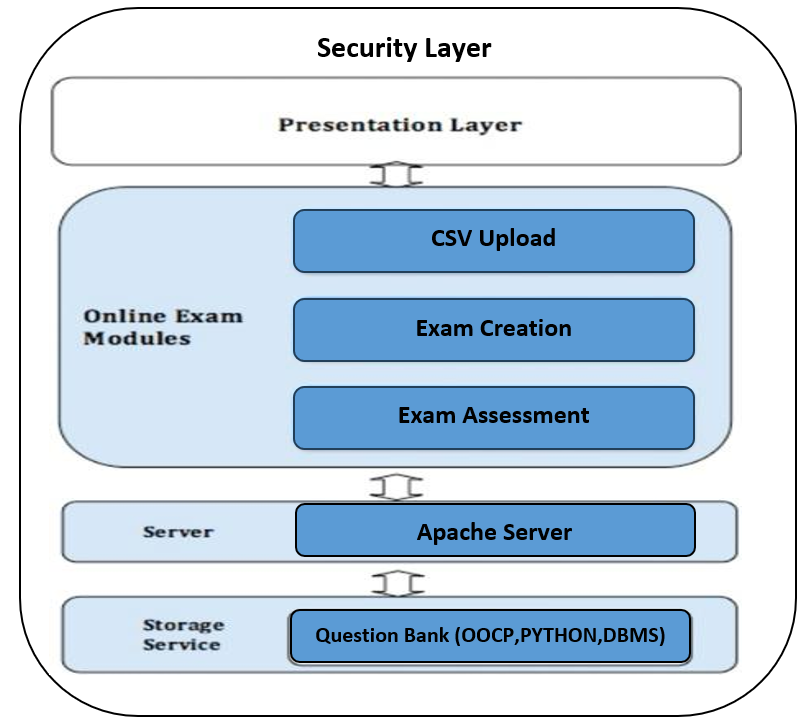 Security Layer
Presentation Layer
CSV Upload
Online Exam
Modules
Exam Creation
Exam Assessment
Server
Apache Server
Storage
Service
Question Bank (OOCP,PYTHON,DBMS)